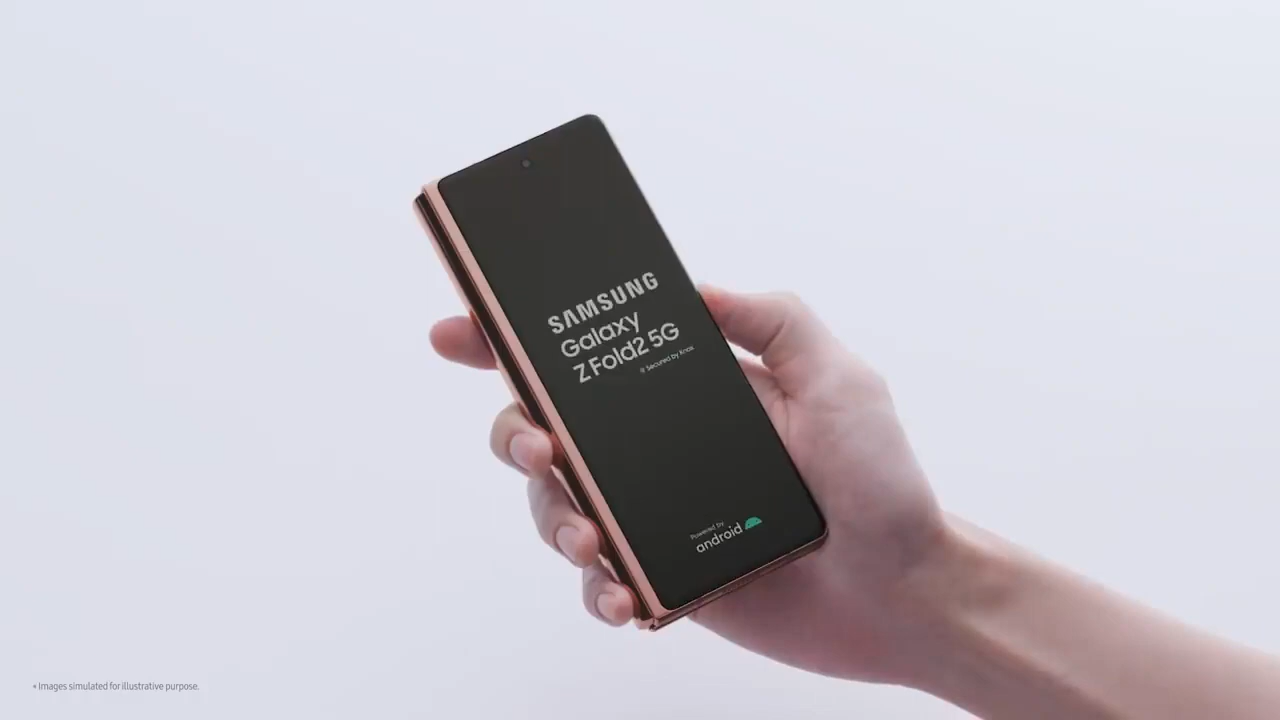 SAMSUNG
Galaxy
Z Fold2 5G
Secured by Knox
Powered by
android
* Images simulated for illustrative purpose.